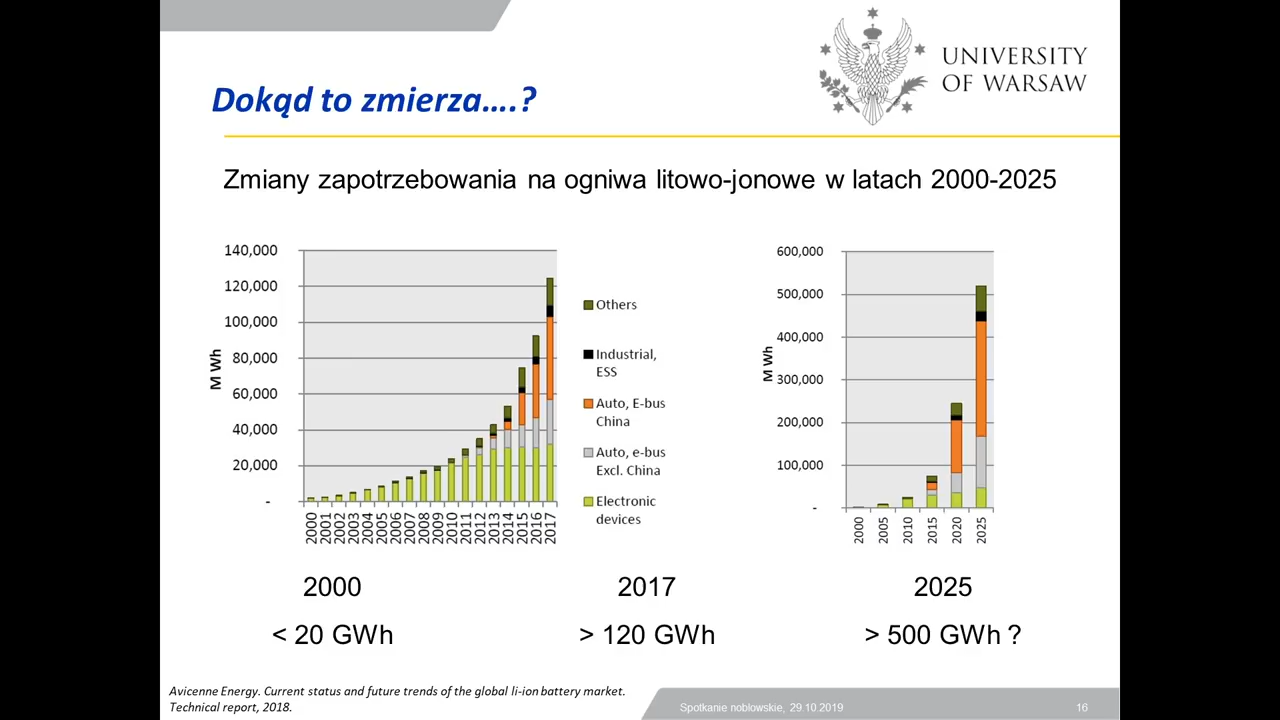 UNIVERSITY
OF WARSAW
Dokąd to zmierza....?
Zmiany zapotrzebowania na ogniwa litowo-jonowe w latach 2000-2025
140,000
120,000
100,000
80,000
60,000
40,000
20,000
-
M Wh
2000
2001
2002
2003
2004
2005
2006
2007
2008
2009
2010
2011
2012
2013
2014
2015
2016
2017
Others
Industrial,
ESS
Auto, E-bus
China
Auto, e-bus
Excl. China
Electronic
devices
600,000
500,000
400,000
300,000
200,000
100,000
-
M Wh
2000
2005
2010
2015
2020
2025
2000 2017 2025
< 20 GWh > 120 GWh > 500 GWh ?
Avicenne Energy. Current status and future trends of the global li-ion battery market.
Technical report, 2018.
Spotkanie noblowskie, 29.10.2019 16